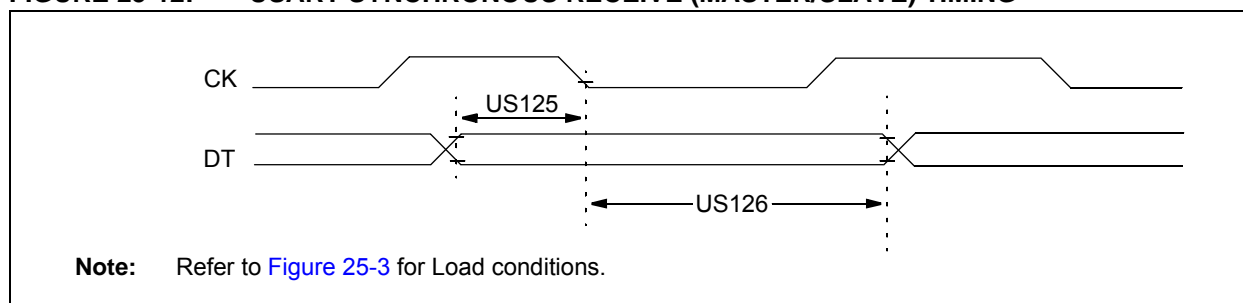 CK
US125
DT
US126
Note: Refer to Figure 25-3 for Load conditions.